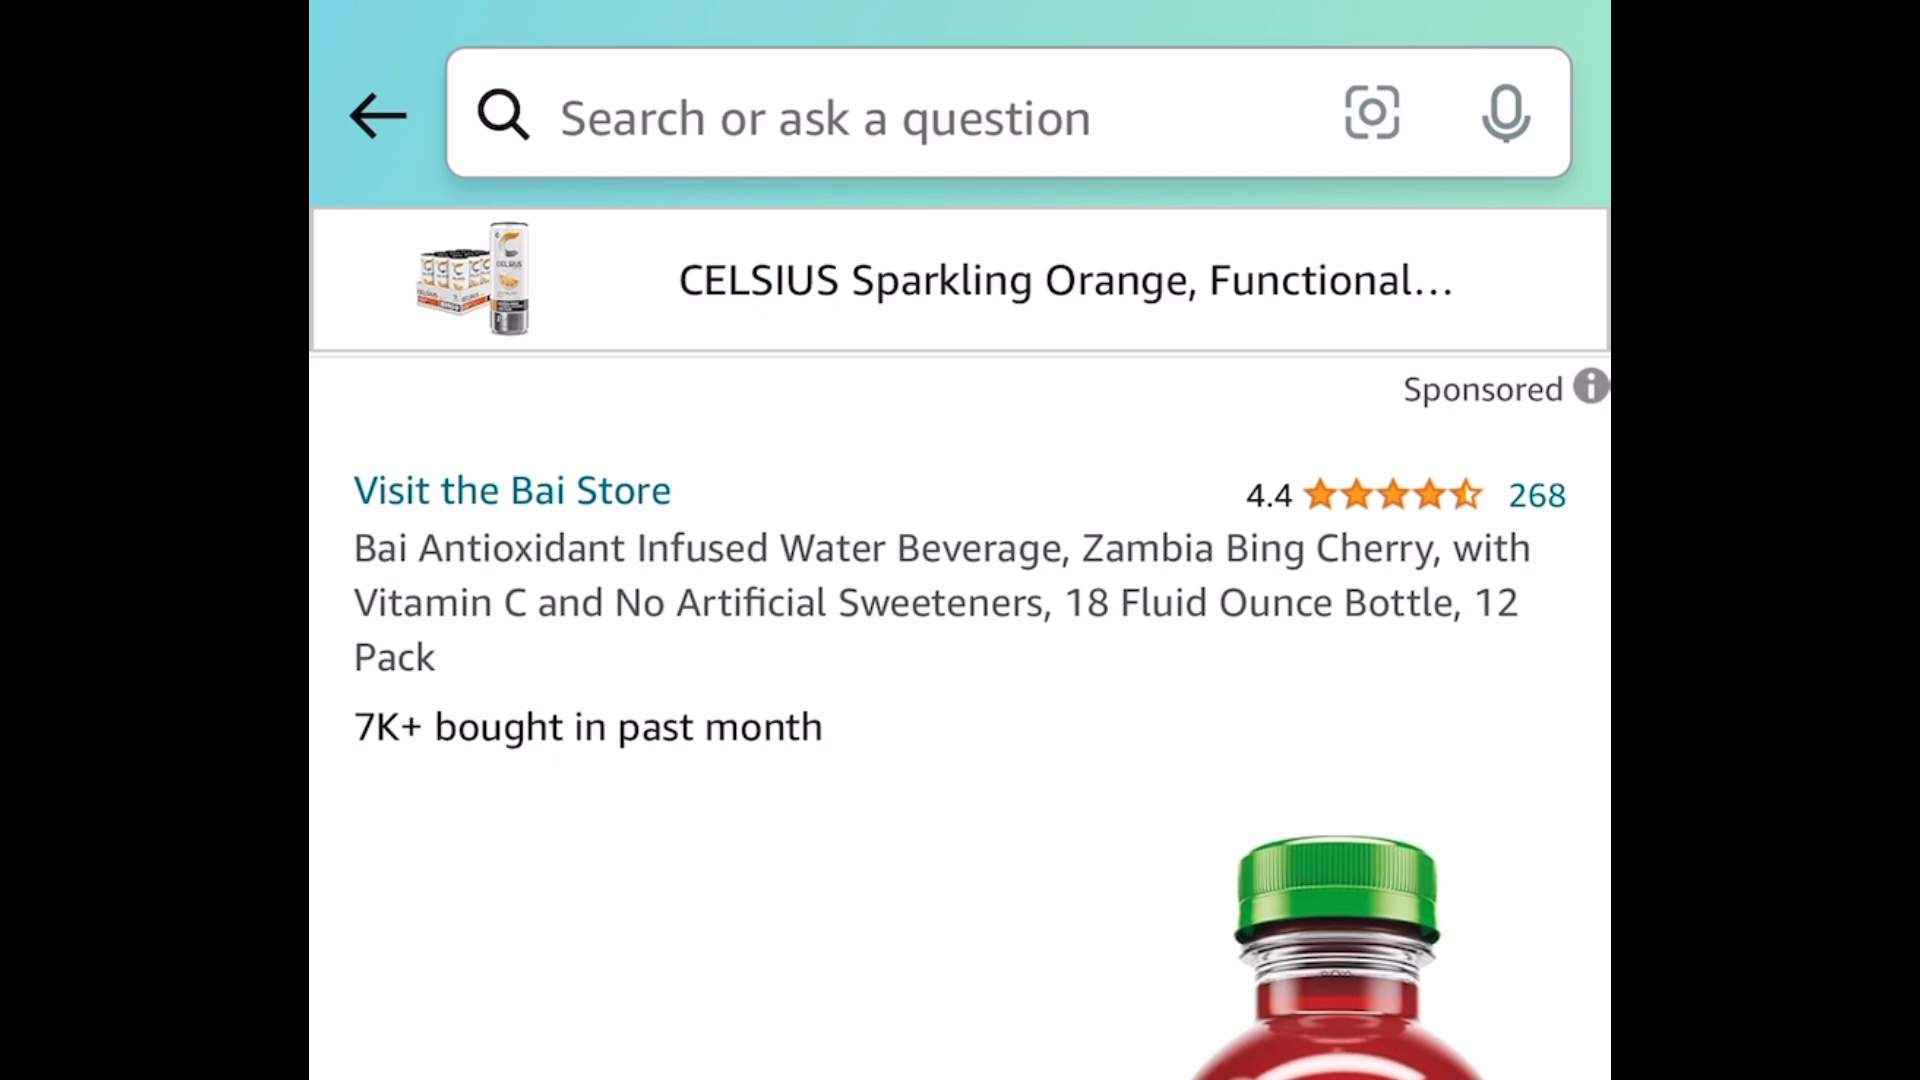 Search or ask a question
CELSIUS
CELSIUS Sparkling Orange, Functional...
Sponsored
Visit the Bai Store
4.4
268
Bai Antioxidant Infused Water Beverage, Zambia Bing Cherry, with
Vitamin C and No Artificial Sweeteners, 18 Fluid Ounce Bottle, 12
Pack
7K+ bought in past month